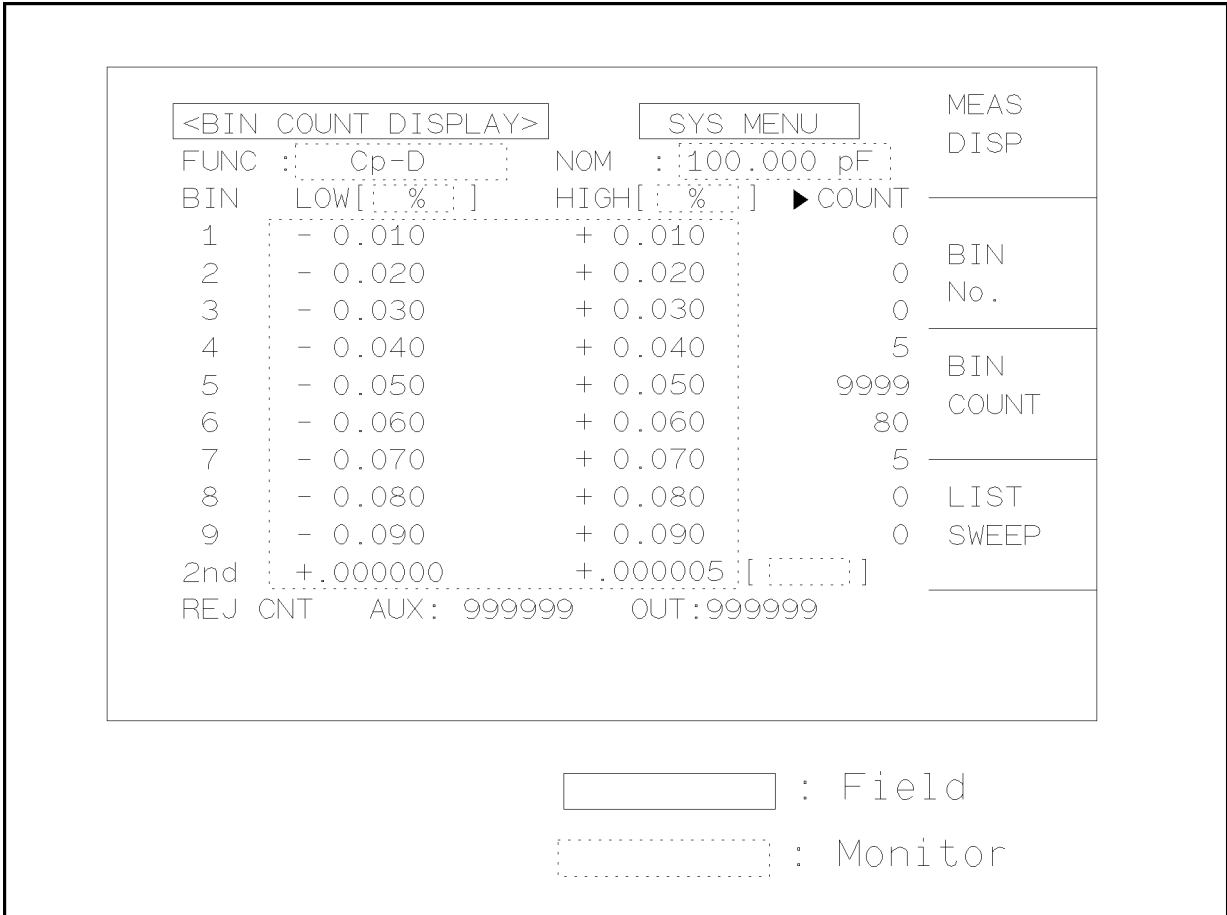 <BIN COUNT DISPLAY> SYS MENU
FUNC : Cp-D NOM : 100.000 pF
BIN LOW[ % ] HIGH[ % ] ▶COUNT
1 - 0.010 + 0.010 0
2 - 0.020 + 0.020 0
3 - 0.030 + 0.030 0
4 - 0.040 + 0.040 5
5 - 0.050 + 0.050 9999
6 - 0.060 + 0.060 80
7 - 0.070 + 0.070 5
8 - 0.080 + 0.080 0
9 - 0.090 + 0.090 0
2nd +.000000 +.000005 [ ]
REJ CNT AUX: 999999 OUT:999999
MEAS
DISP
BIN
No.
BIN
COUNT
LIST
SWEEP
: Field
: Monitor